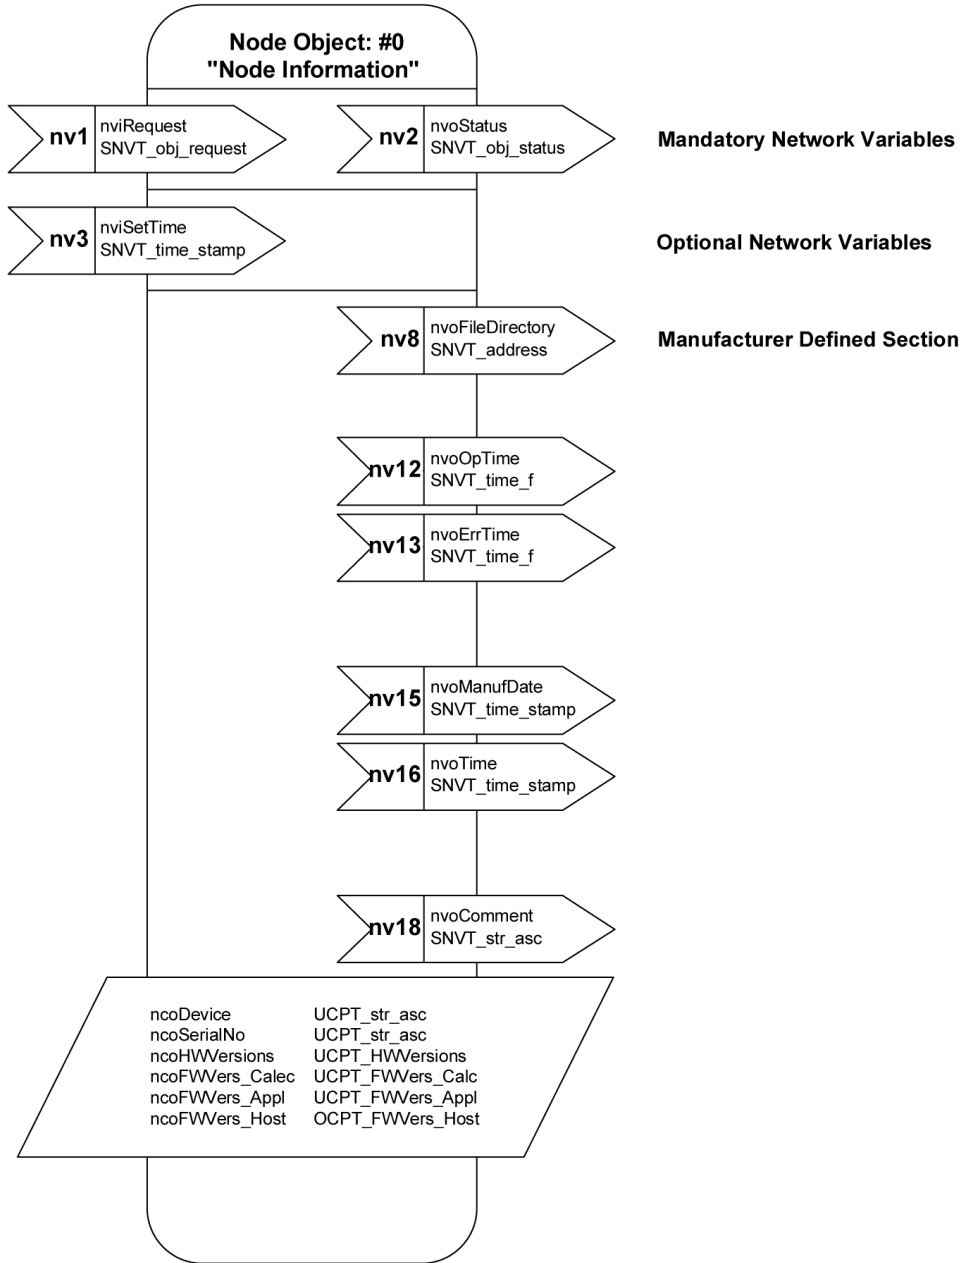 Node Object: #0
"Node Information"
nv1
nviRequest
SNVT_obj_request
nv2
nvoStatus
SNVT_obj_status
Mandatory Network Variables
nv3
nviSetTime
SNVT_time_stamp
Optional Network Variables
nv8
nvoFileDirectory
SNVT_address
Manufacturer Defined Section
nv12
nvoOpTime
SNVT_time_f
nv13
nvoErrTime
SNVT_time_f
nv15
nvoManufDate
SNVT_time_stamp
nv16
nvoTime
SNVT_time_stamp
nv18
nvoComment
SNVT_str_asc
ncoDevice UCPT_str_asc
ncoSerialNo UCPT_str_asc
ncoHWVersions UCPT_HWVersions
ncoFWVers_Calec UCPT_FWVers_Calc
ncoFWVers_Appl UCPT_FWVers_Appl
ncoFWVers_Host OCPT_FWVers_Host